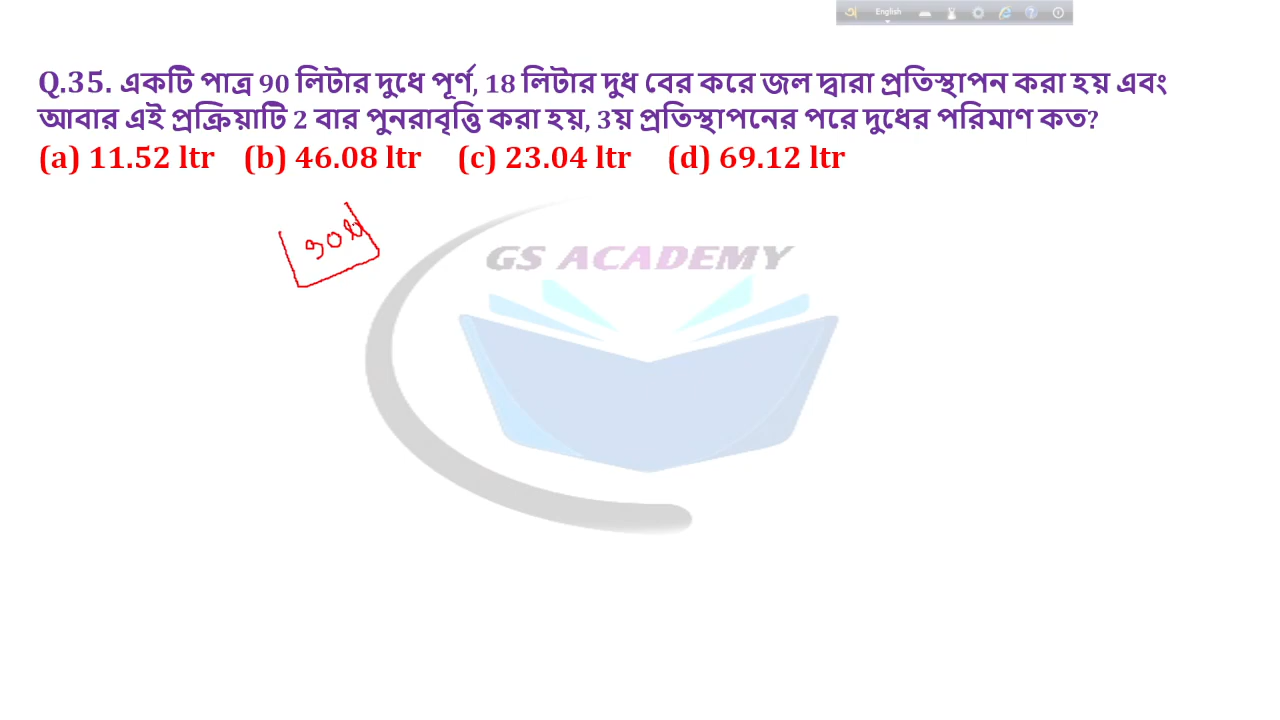 English
Q.35. একটি পাত্র 90 লিটার দুধে পূর্ণ, 18 লিটার দুধ বের করে জল দ্বারা প্রতিস্থাপন করা হয় এবং
আবার এই প্রক্রিয়াটি 2 বার পুনরাবৃত্তি করা হয়, 3য় প্রতিস্থাপনের পরে দুধের পরিমাণ কত?
(a) 11.52 ltr (b) 46.08 ltr (c) 23.04 ltr (d) 69.12 ltr
GS ACADEMY